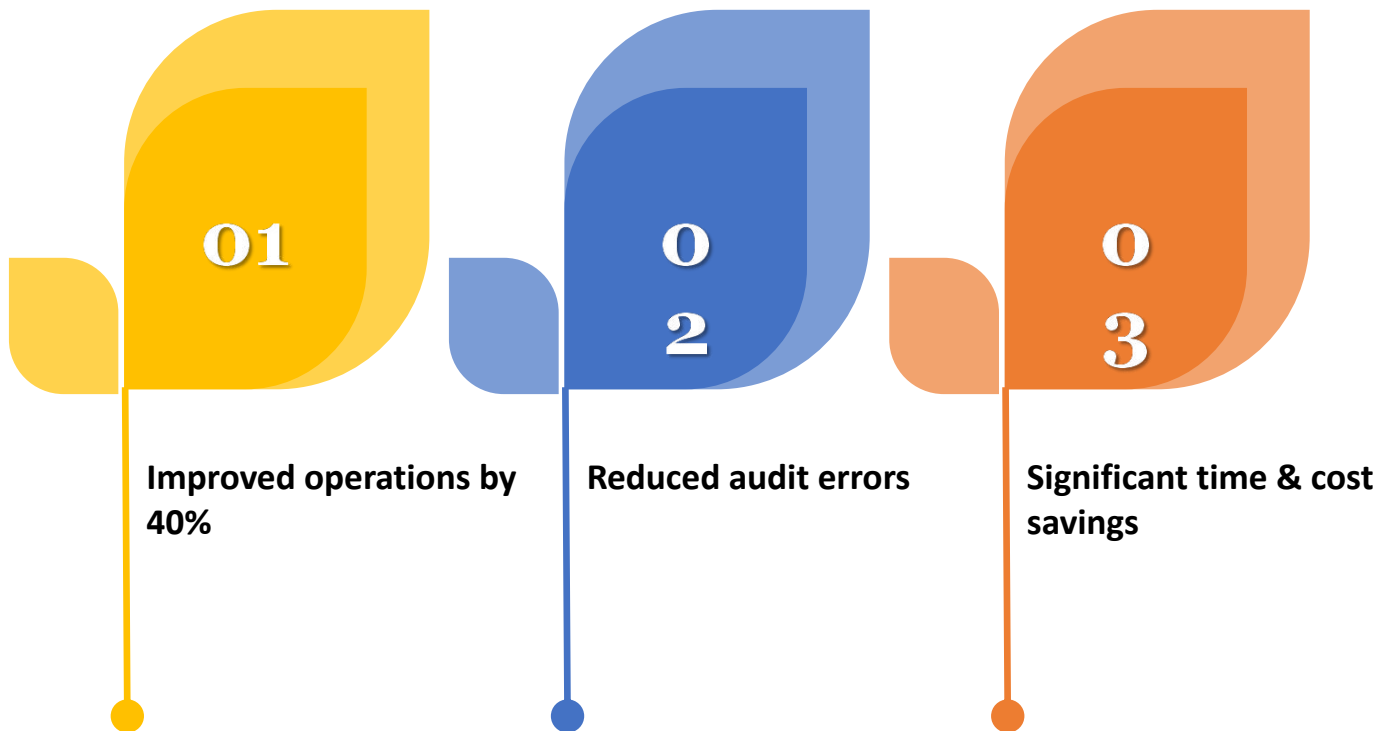 01
Improved operations by
40%
0
2
Reduced audit errors
0
3
Significant time & cost
savings